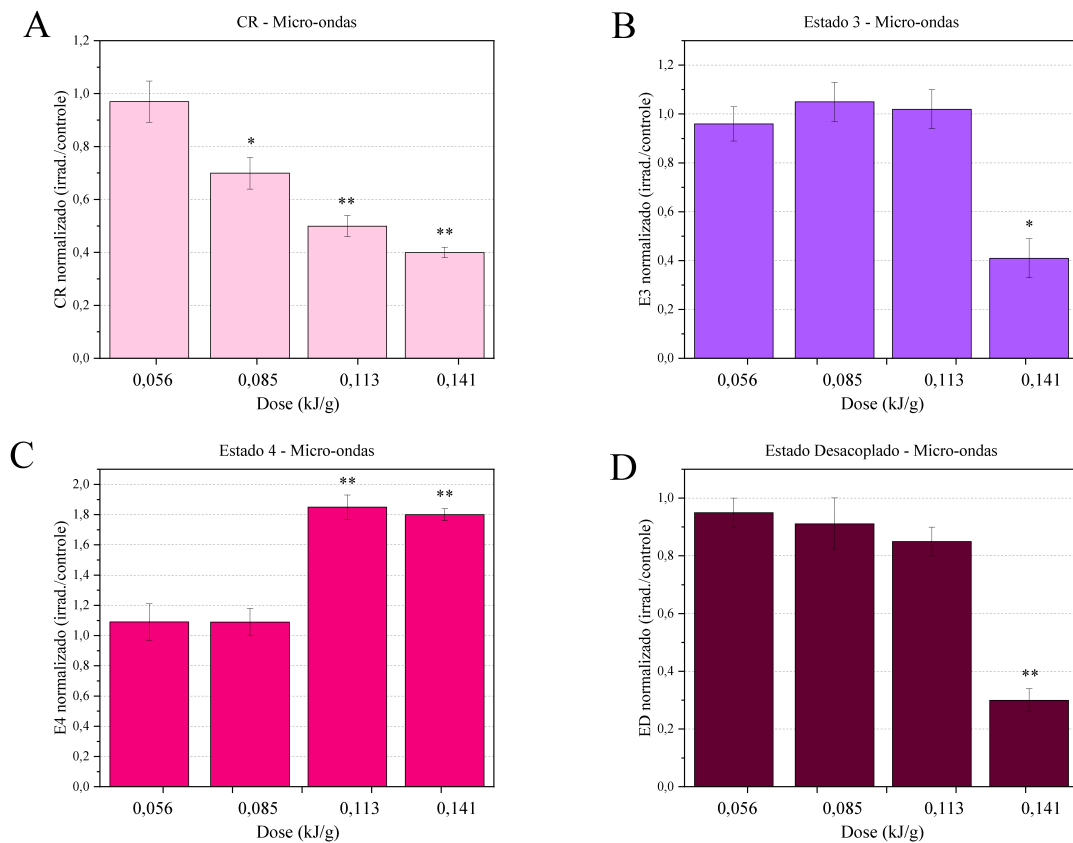 A
CR - Micro-ondas
CR normalizado (irrad./controle)
1,2
1,0
0,8
0,6
0,4
0,2
0,0
*
**
**
0,056 0,085 0,113 0,141
Dose (kJ/g)
B
Estado 3 - Micro-ondas
E3 normalizado (irrad./controle)
1,2
1,0
0,8
0,6
0,4
0,2
0,0
*
0,056 0,085 0,113 0,141
Dose (kJ/g)
C
Estado 4 - Micro-ondas
E4 normalizado (irrad./controle)
2,0
1,8
1,6
1,4
1,2
1,0
0,8
0,6
0,4
0,2
0,0
**
**
0,056 0,085 0,113 0,141
Dose (kJ/g)
D
Estado Desacoplado - Micro-ondas
ED normalizado (irrad./controle)
1,0
0,8
0,6
0,4
0,2
0,0
**
0,056 0,085 0,113 0,141
Dose (kJ/g)